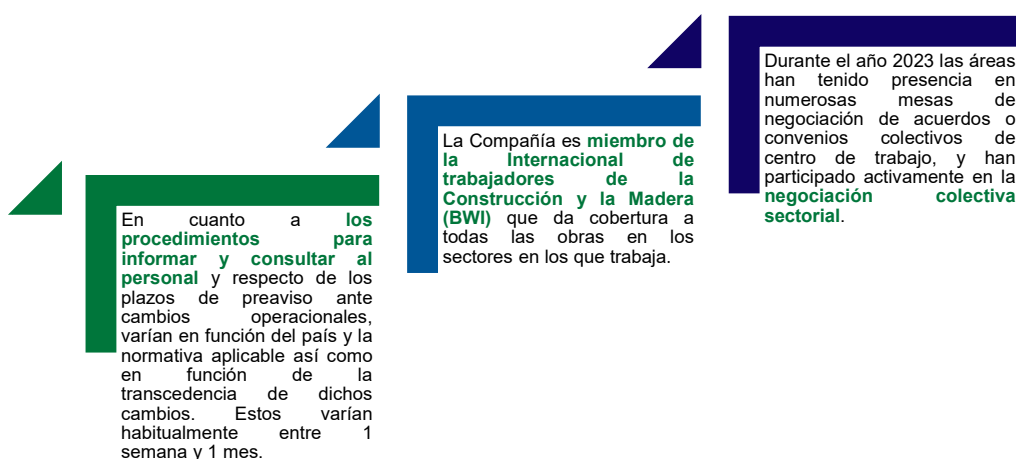 En cuanto a los
procedimientos para
informar y consultar al
personal y respecto de los
plazos de preaviso ante
cambios operacionales,
varían en función del país y la
normativa aplicable así como
en función de la
transcedencia de dichos
cambios. Estos varían
habitualmente entre 1
semana y 1 mes.
La Compañía es miembro de
la Internacional de
trabajadores de la
Construcción y la Madera
(BWI) que da cobertura a
todas las obras en los
sectores en los que trabaja.
Durante el año 2023 las áreas
han tenido presencia en
numerosas mesas de
negociación de acuerdos o
convenios colectivos de
centro de trabajo, y han
participado activamente en la
negociación colectiva
sectorial.